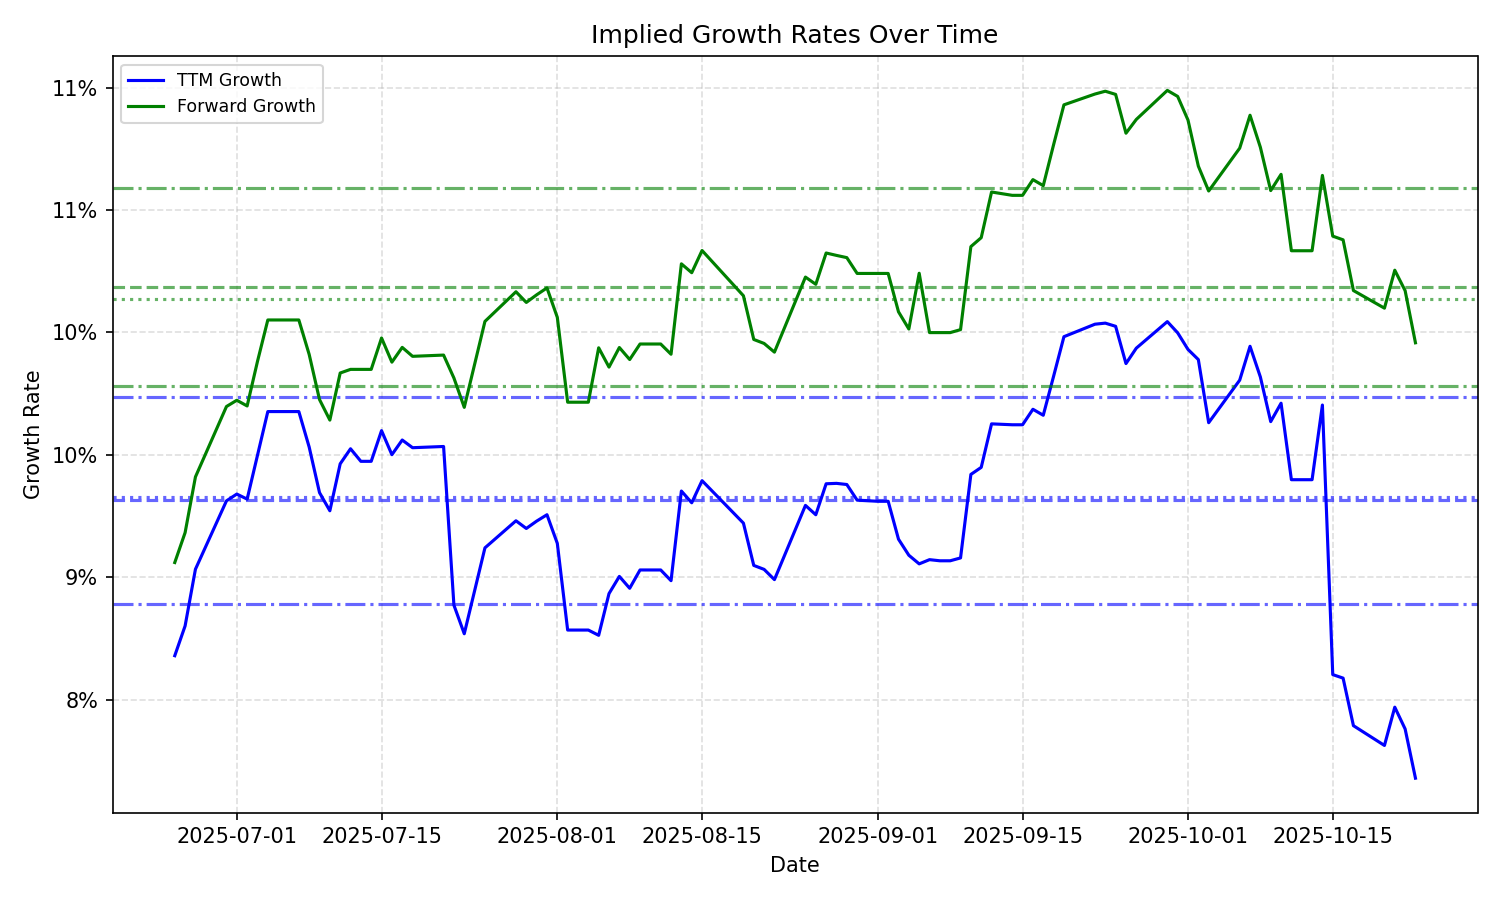 Implied Growth Rates Over Time
TTM Growth
Forward Growth
11%
11%
10%
10%
9%
8%
Growth Rate
2025-07-01 2025-07-15 2025-08-01 2025-08-15 2025-09-01 2025-09-15 2025-10-01 2025-10-15
Date